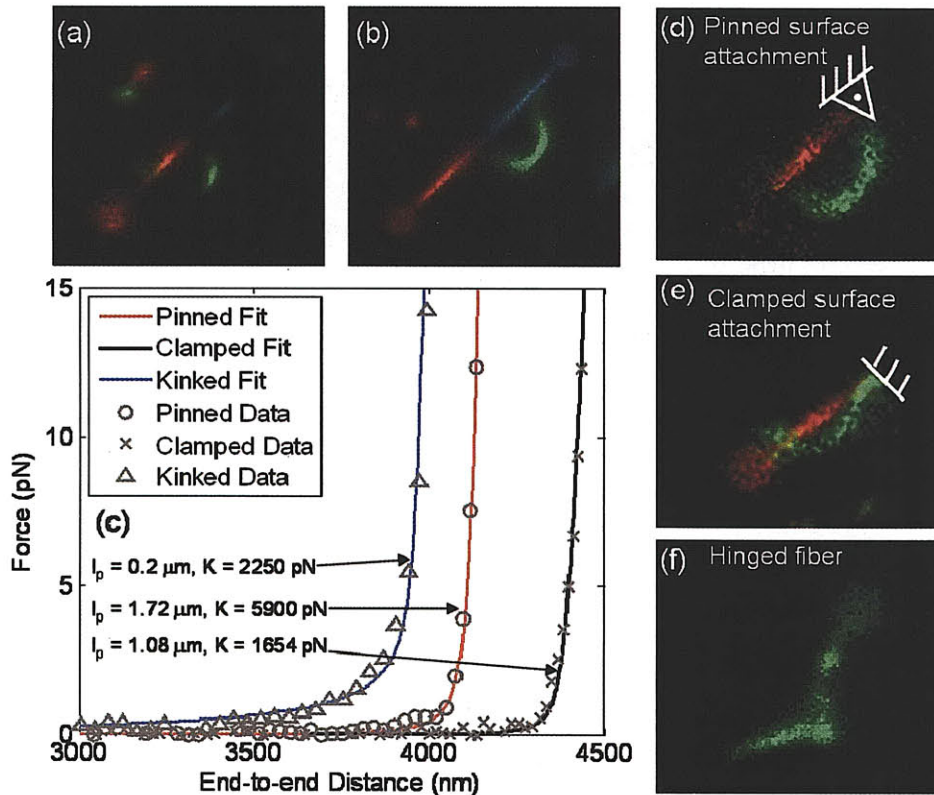 (a)
(b)
(d) Pinned surface
attachment
(e) Clamped surface
attachment
(f) Hinged fiber
15
10
5
0
Force (pN)
Pinned Fit
Clamped Fit
Kinked Fit
Pinned Data
Clamped Data
Kinked Data
(c)
lp = 0.2 μm, K = 2250 pN
lp = 1.72 μm, K = 5900 pN
lp = 1.08 μm, K = 1654 pN
3000 3500 4000 4500
End-to-end Distance (nm)